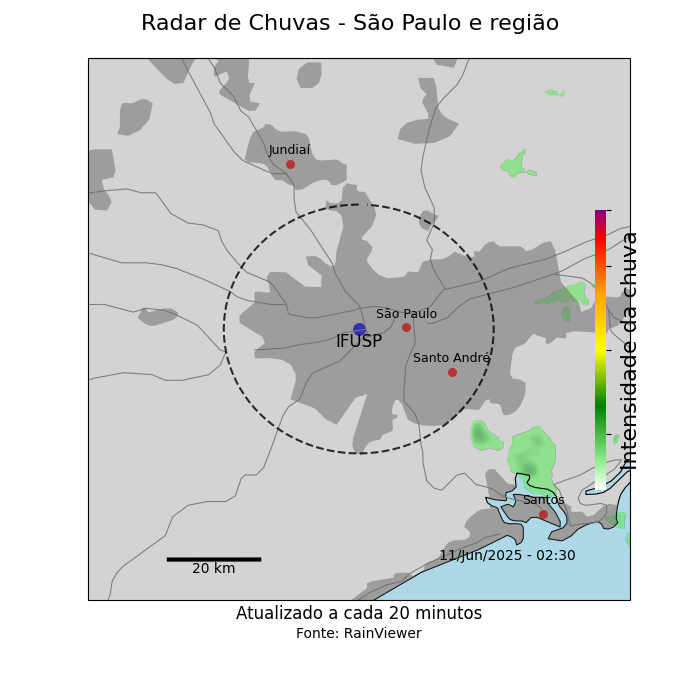 Radar de Chuvas - São Paulo e região
Jundiaí
São Paulo
IFUSP
Santo André
Intensidade da chuva
Santos
11/Jun/2025 - 02:30
20 km
Atualizado a cada 20 minutos
Fonte: RainViewer